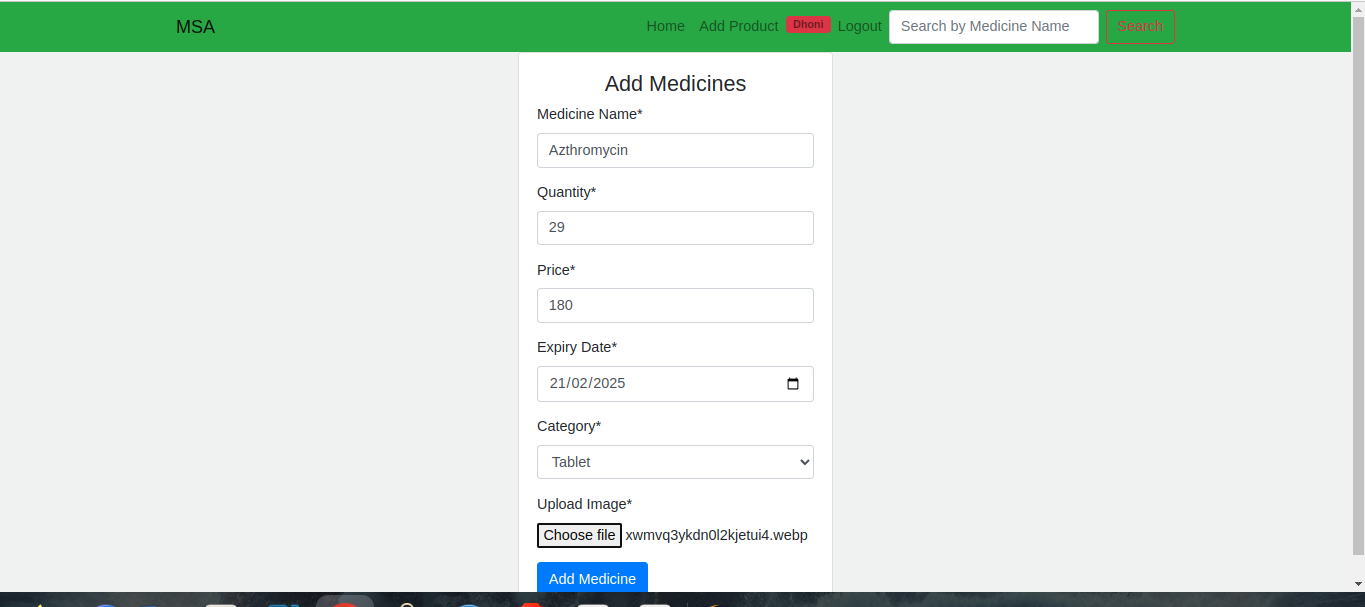 MSA Home Add Product Dhoni Logout Search by Medicine Name Search
Add Medicines
Medicine Name*
Azthromycin
Quantity*
29
Price*
180
Expiry Date*
21/02/2025
Category*
Tablet
Upload Image*
Choose file xwmvq3ykdn0l2kjetui4.webp
Add Medicine